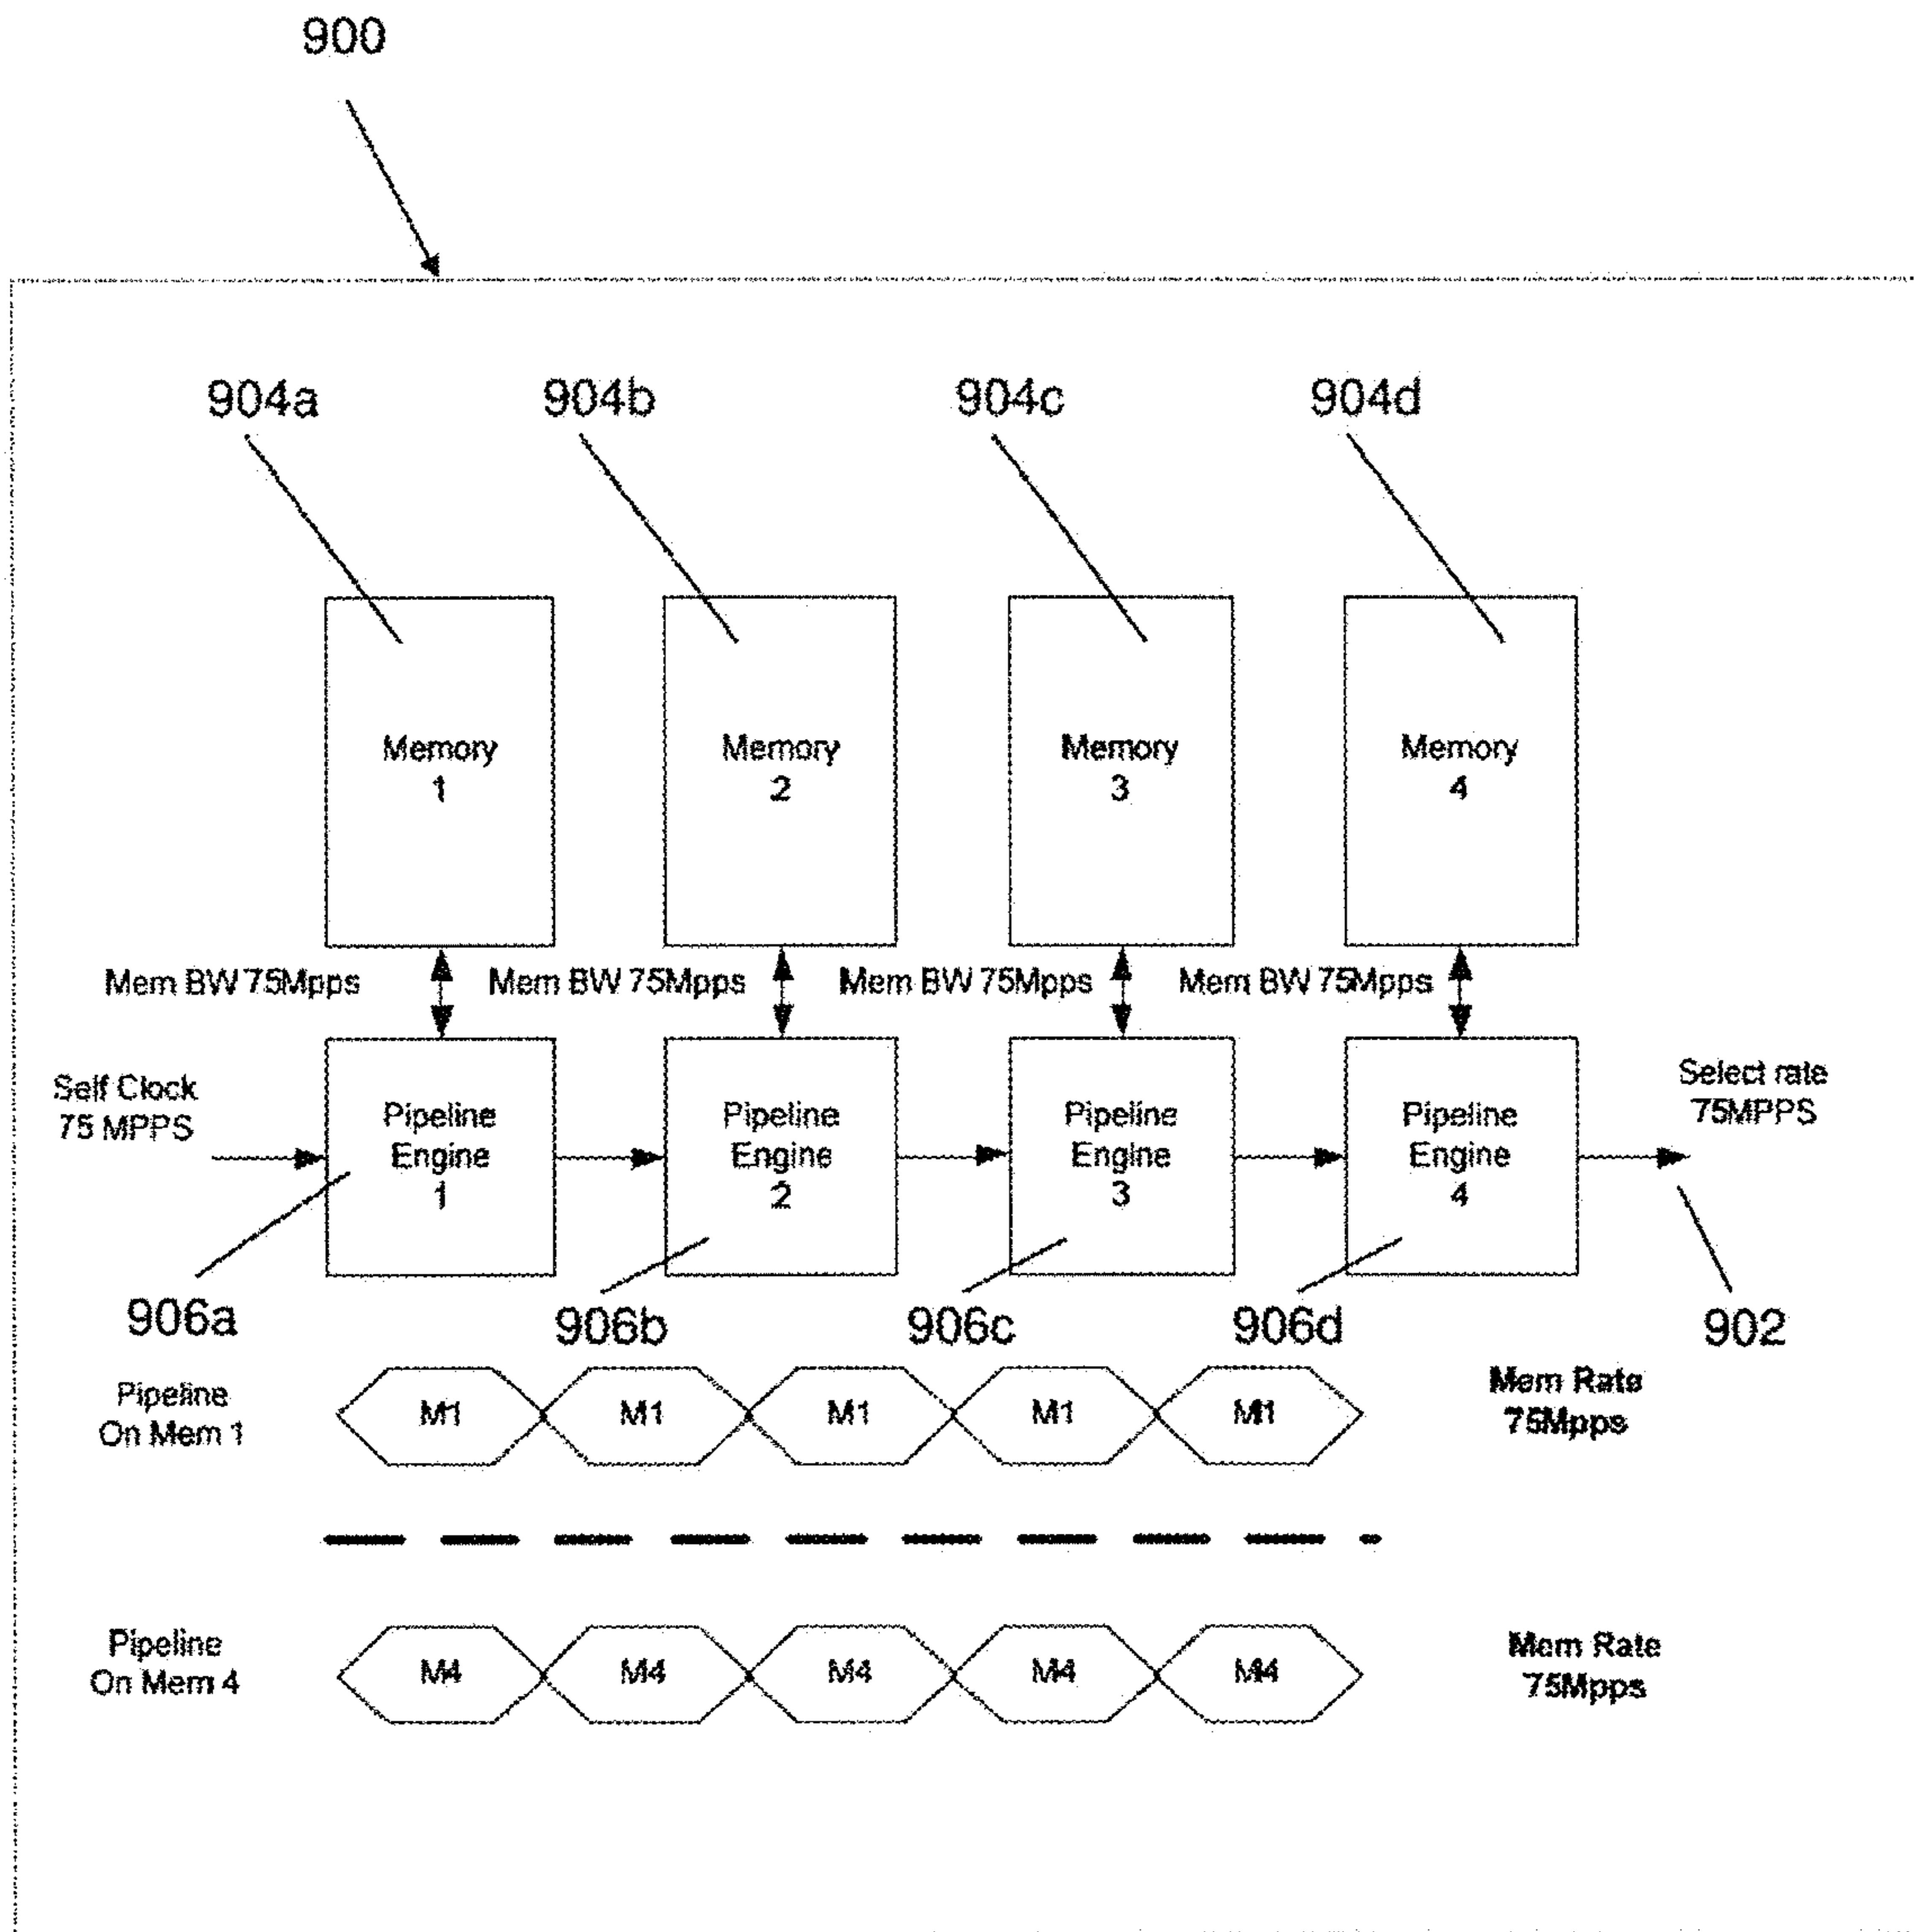 900
904a
904b
904c
904d
Memory
1
Memory
2
Memory
3
Memory
4
Mem BW 75Mpps
Mem BW 75Mpps
Mem BW 75Mpps
Mem BW 75Mpps
Self Clock
75 MPPS
Pipeline
Engine
1
Pipeline
Engine
2
Pipeline
Engine
3
Pipeline
Engine
4
Select rate
75MPPS
906a
906b
906c
906d
902
Pipeline
On Mem 1
M1
M1
M1
M1
M1
Mem Rate
75Mpps
Pipeline
On Mem 4
M4
M4
M4
M4
M4
Mem Rate
75Mpps